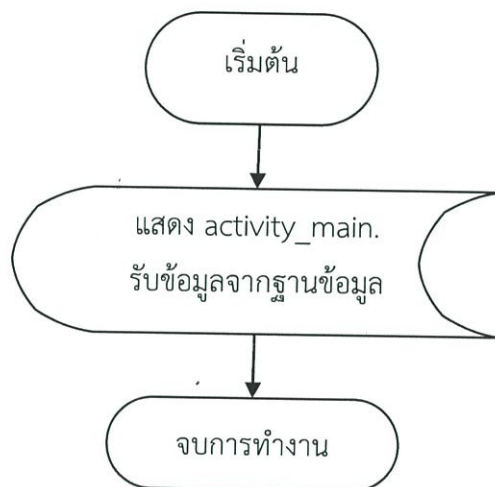 เริ่มต้น
แสดง activity_main.
รับข้อมูลจากฐานข้อมูล
จบการทำงาน